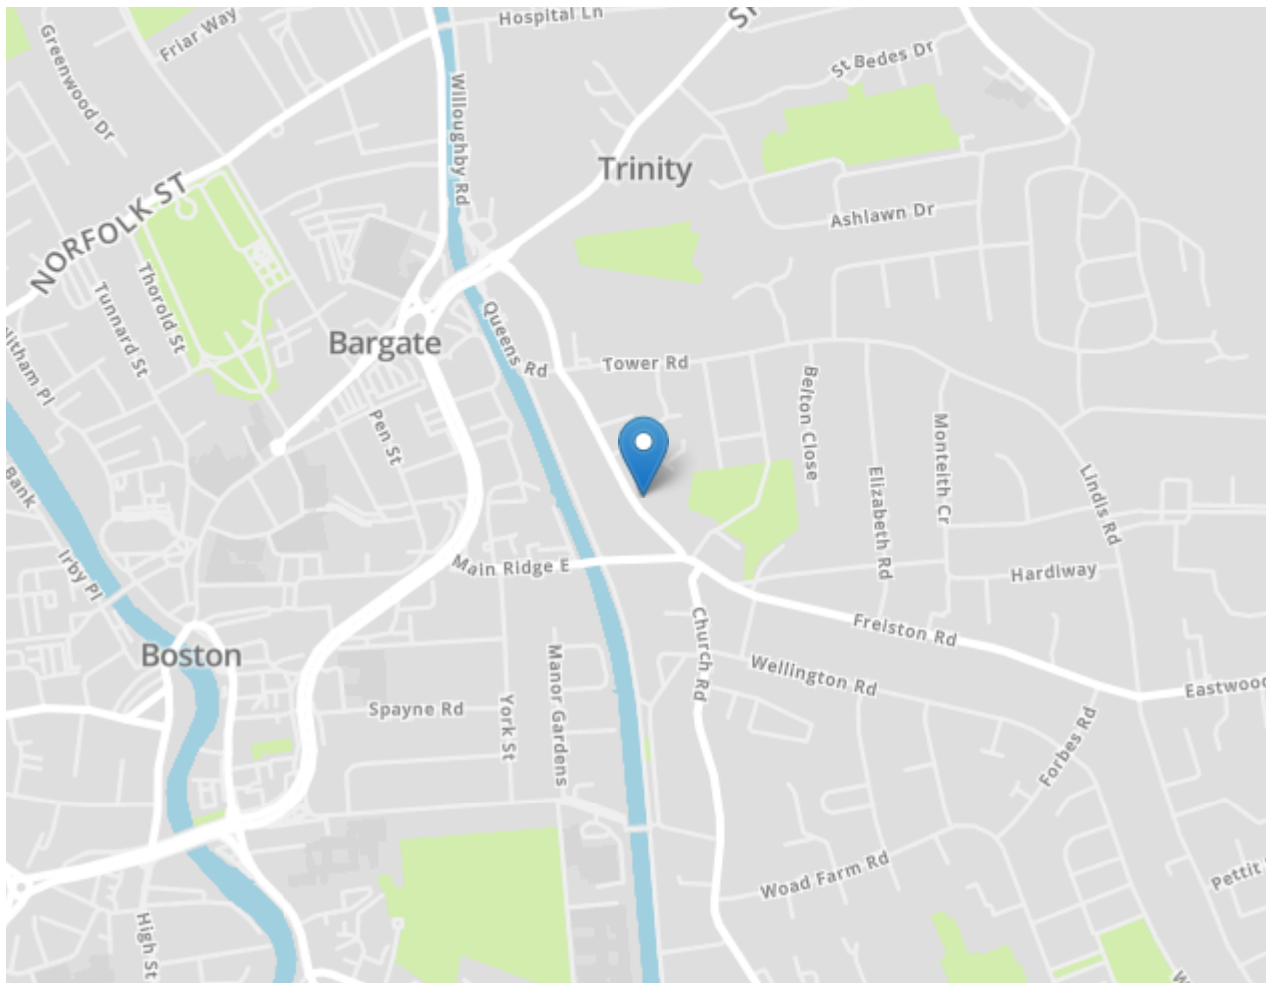 Hospital Ln
Friar Way
Greenwood Dr
St Bedes Dr
Willoughby Rd
Trinity
NORFOLK ST
Ashlawn Dr
Thorold St
Tunnard St
Queens Rd
Bargate
Tower Rd
Belton Close
Pen St
Monteith Cr
Elizabeth Rd
Lindis Rd
Bank
Irby Pl
Main Ridge E
Hardiway
Church Rd
Freiston Rd
Boston
Manor Gardens
Wellington Rd
Eastwood
York St
Spayne Rd
Forbes Rd
Woad Farm Rd
Pettit
High St